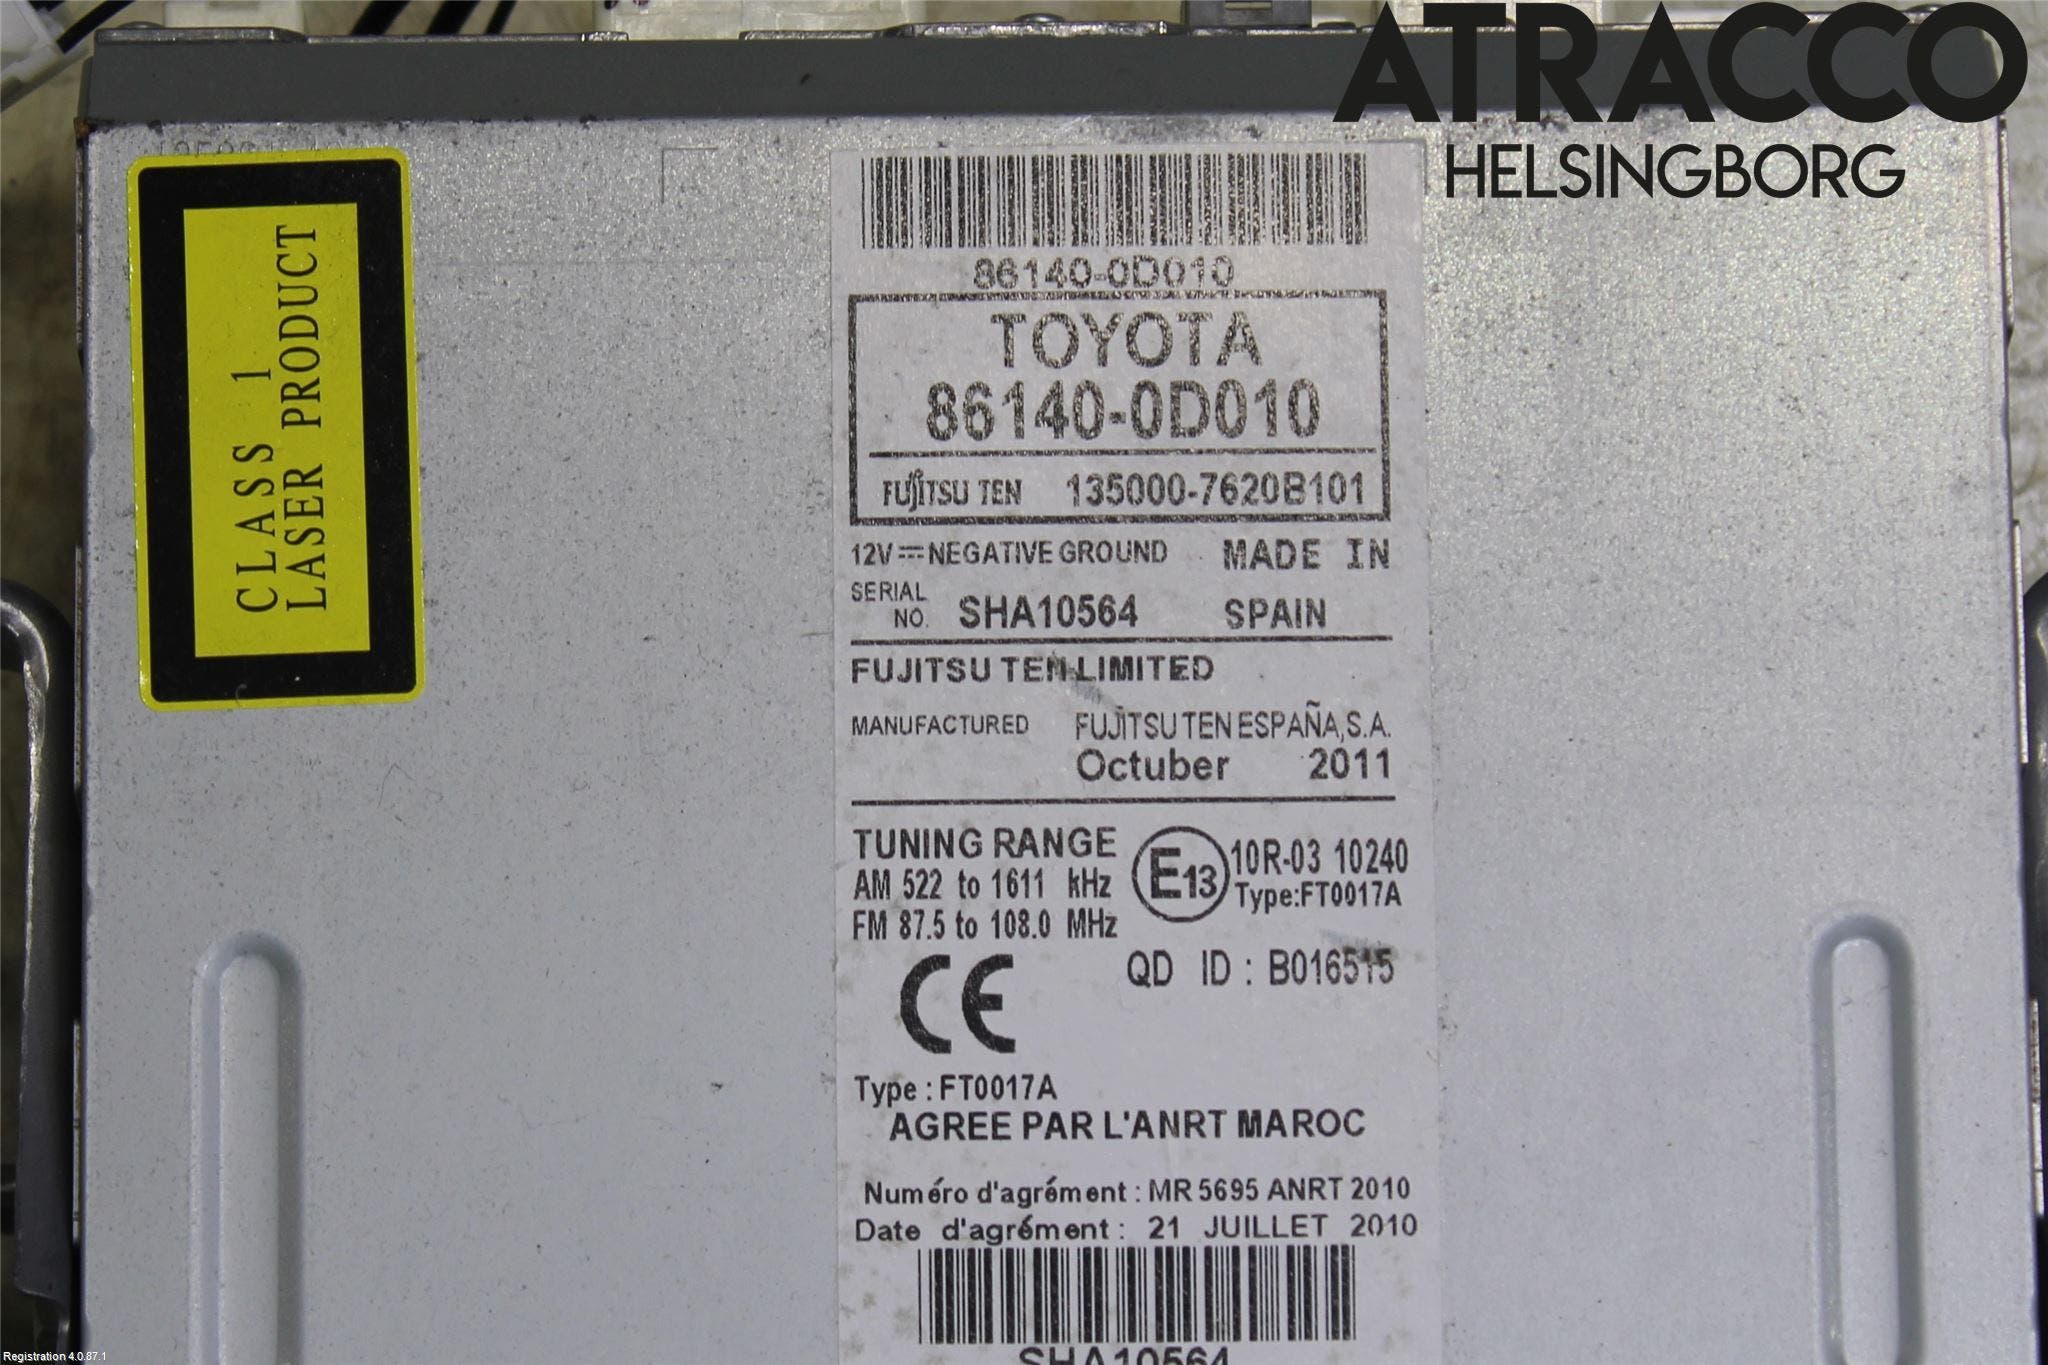 ATRACCO
HELSINGBORG
CLASS 1
LASER PRODUCT
86140-0D010
TOYOTA
86140-0D010
FUJITSU TEN 135000-7620B101
12V NEGATIVE GROUND MADE IN
SERIAL
NO. SHA10564 SPAIN
FUJITSU TEN LIMITED
MANUFACTURED FUJITSU TEN ESPAÑA,S.A.
Octuber 2011
TUNING RANGE
AM 522 to 1611 kHz
FM 87.5 to 108.0 MHz
E13 10R-03 10240
Type:FT0017A
QD ID : B016515
CE
Type : FT0017A
AGREE PAR L'ANRT MAROC
Numéro d'agrément : MR 5695 ANRT 2010
Date d'agrément : 21 JUILLET 2010
SHA10564
Registration 4.0.87.1